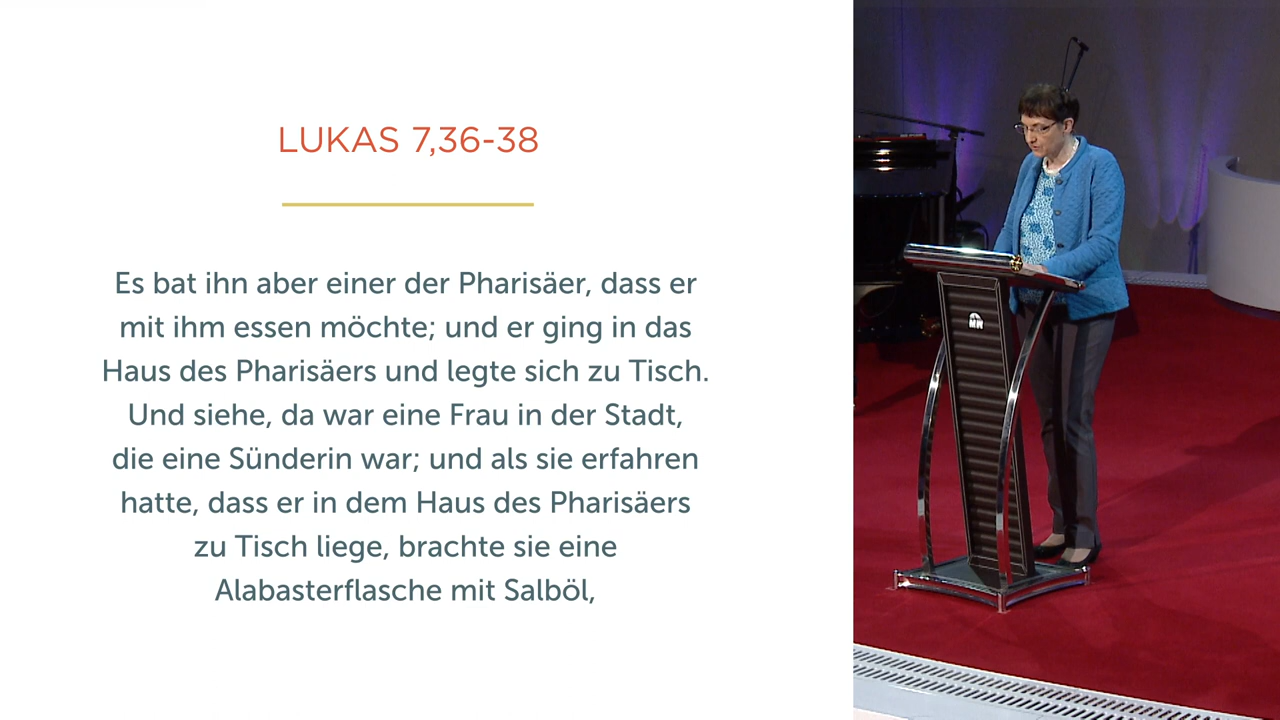 LUKAS 7,36-38
Es bat ihn aber einer der Pharisäer, dass er
mit ihm essen möchte; und er ging in das
Haus des Pharisäers und legte sich zu Tisch.
Und siehe, da war eine Frau in der Stadt,
die eine Sünderin war; und als sie erfahren
hatte, dass er in dem Haus des Pharisäers
zu Tisch liege, brachte sie eine
Alabasterflasche mit Salböl,